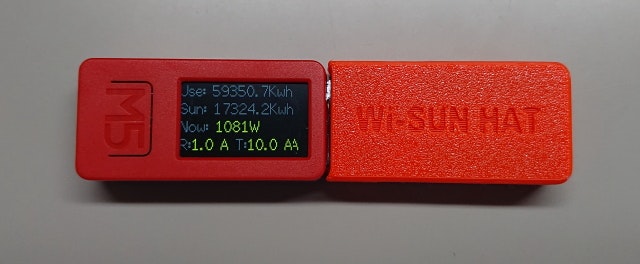 M5
Use: 59350.7Kwh
Sun: 17324.2Kwh
Now: 1081W
R:1.0 A T:10.0 AA
Wi-SUN HAT